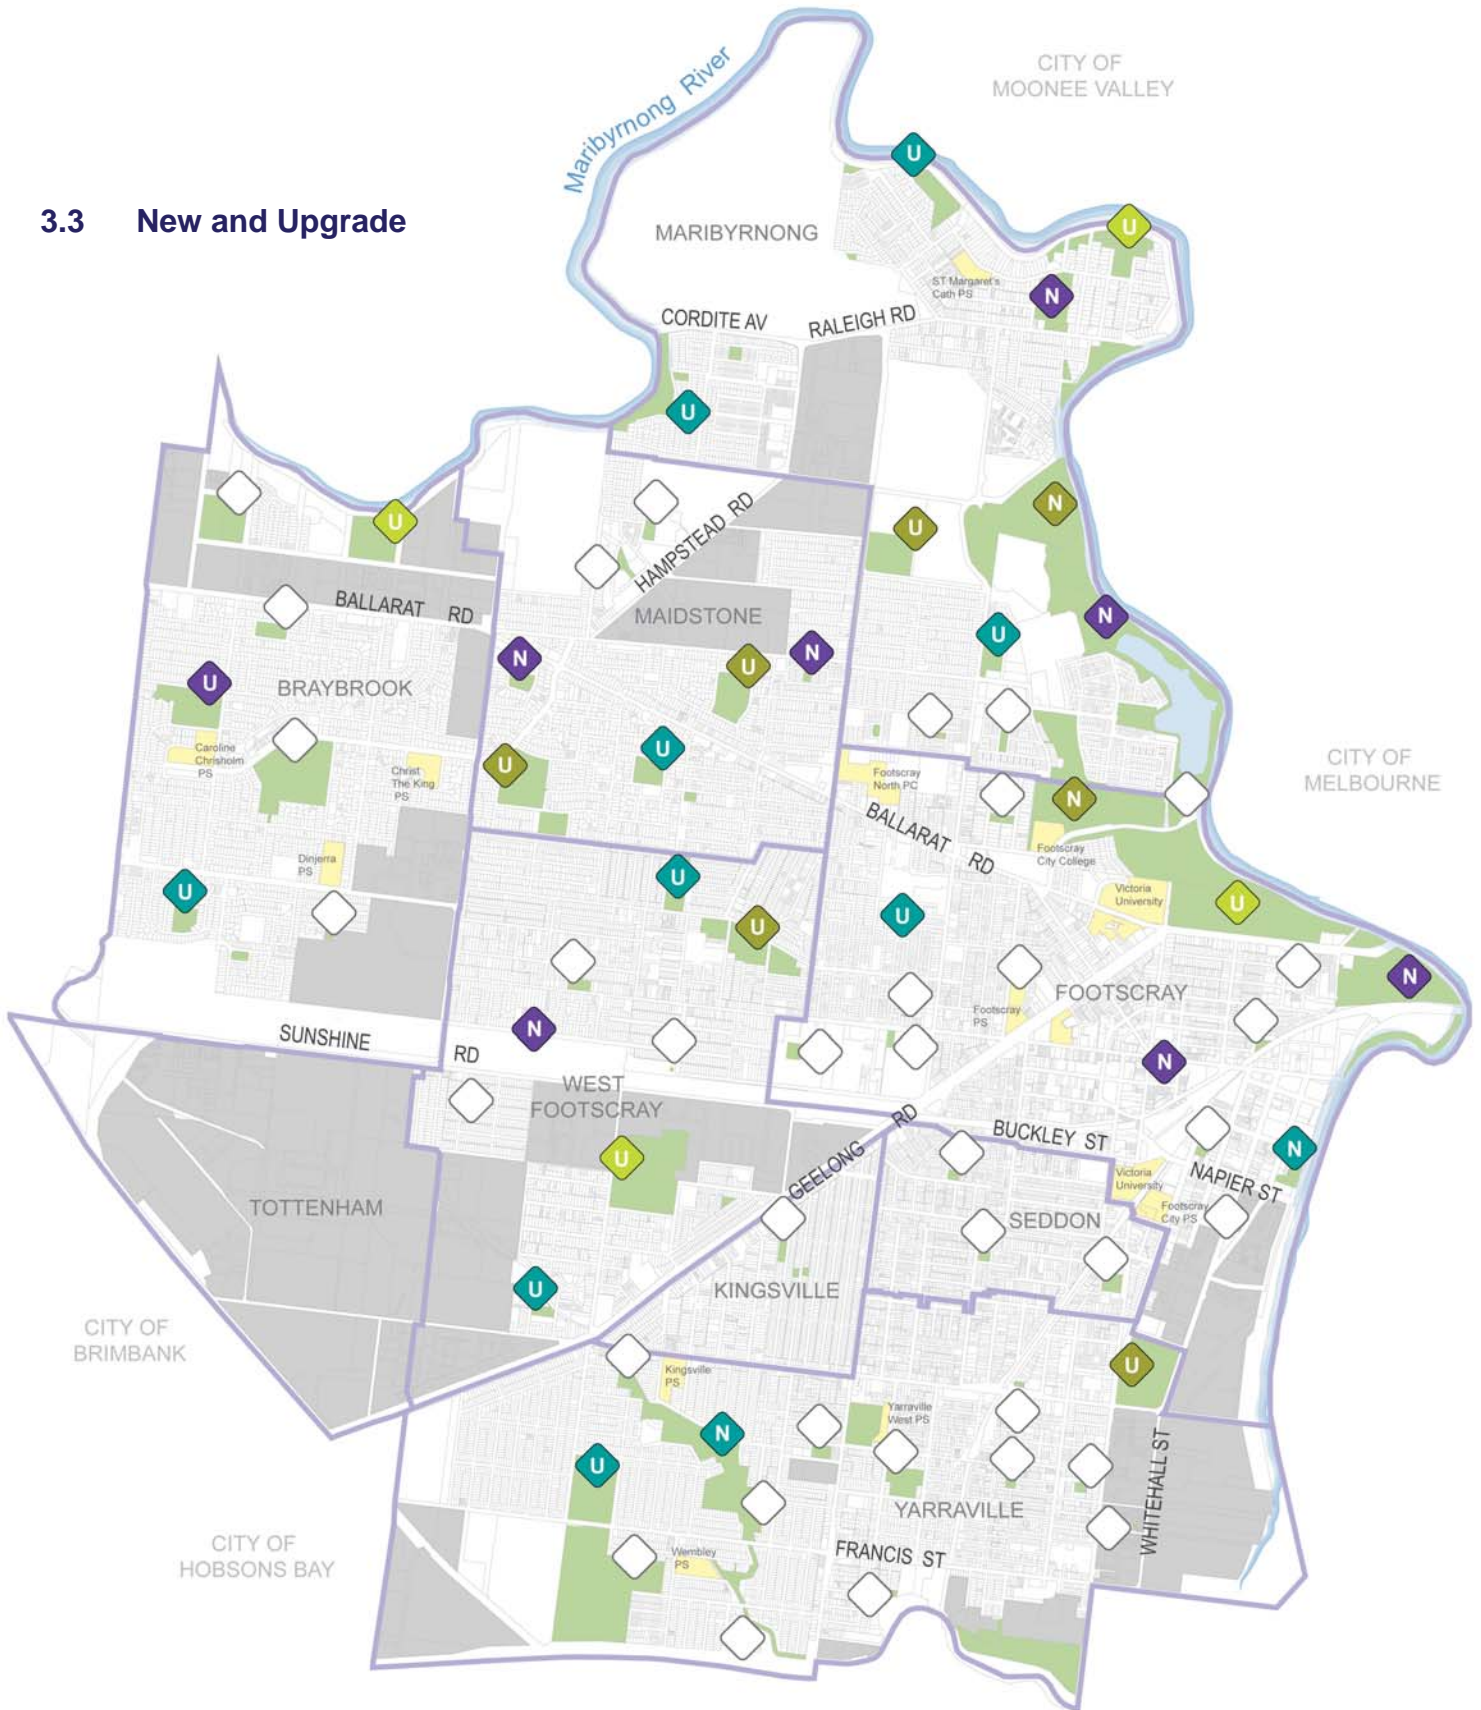 CITY OF
MOONEE VALLEY
Maribyrnong River
U
3.3 New and Upgrade
U
MARIBYRNONG
ST Margaret's
Cath PS
N
CORDITE AV
RALEIGH RD
U
U
N
U
HAMPSTEAD RD
BALLARAT RD
MAIDSTONE
N
U
N
U
N
U
BRAYBROOK
Caroline
Chrisholm
PS
Christ
The King
PS
U
U
Footscray
North PC
CITY OF
MELBOURNE
N
BALLARAT RD
Footscray
City College
Dinjerra
PS
U
U
Victoria
University
U
U
U
N
FOOTSCRAY
Footscray
PS
N
SUNSHINE RD
N
WEST
FOOTSCRAY
GEELONG RD
BUCKLEY ST
N
U
Victoria
University
NAPIER ST
Footscray
City PS
TOTTENHAM
SEDDON
U
KINGSVILLE
CITY OF
BRIMBANK
Kingsville
PS
U
Yarraville
West PS
N
U
WHITEHALL ST
YARRAVILLE
CITY OF
HOBSONS BAY
Wembley
PS
FRANCIS ST